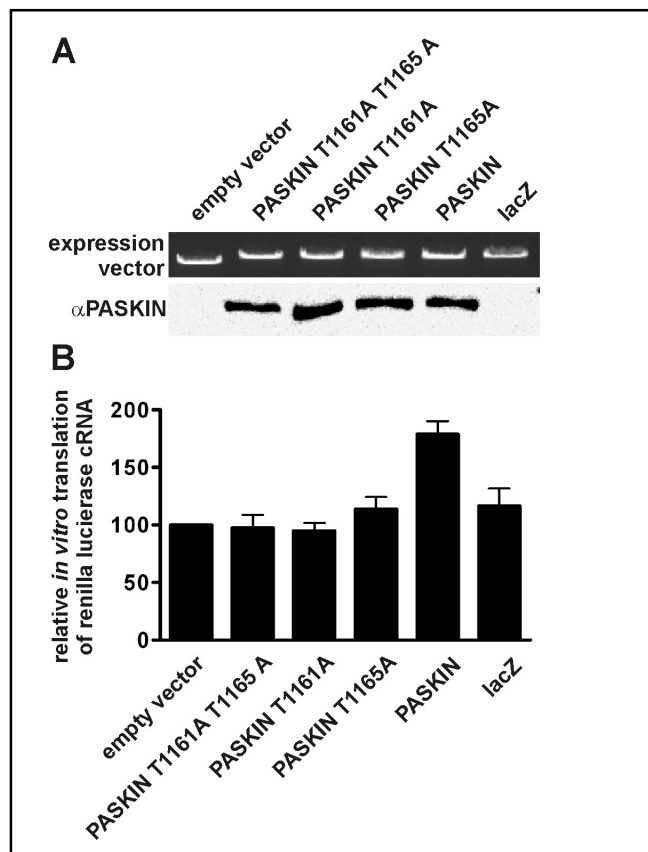 A
empty vector
PASKIN T1161A T1165 A
PASKIN T1161A
PASKIN T1165A
PASKIN
lacZ
expression
vector
αPASKIN
B
relative in vitro translation
of renilla lucierase cRNA
200
150
100
50
0
empty vector
PASKIN T1161A T1165 A
PASKIN T1161A
PASKIN T1165A
PASKIN
lacZ